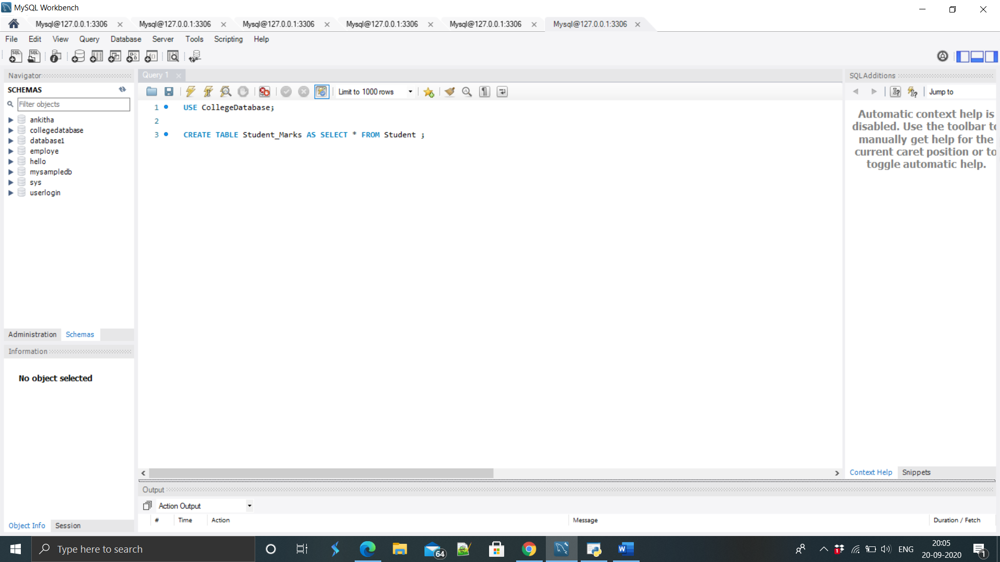 MySQL Workbench
Mysql@127.0.0.1:3306 Mysql@127.0.0.1:3306 Mysql@127.0.0.1:3306 Mysql@127.0.0.1:3306 Mysql@127.0.0.1:3306 Mysql@127.0.0.1:3306
File Edit View Query Database Server Tools Scripting Help
Navigator
SCHEMAS
Filter objects
ankitha
collegedatabase
database1
employe
hello
mysampledb
sys
userlogin
Administration Schemas
Information
No object selected
Object Info Session
Query 1
Limit to 1000 rows
1 USE CollegeDatabase;
2
3 CREATE TABLE Student_Marks AS SELECT * FROM Student ;
SQLAdditions
Jump to
Automatic context help is
disabled. Use the toolbar to
manually get help for the
current caret position or to
toggle automatic help.
Context Help Snippets
Output
Action Output
# Time Action Message Duration / Fetch
Type here to search
64
1
ENG
20:05
20-09-2020
1